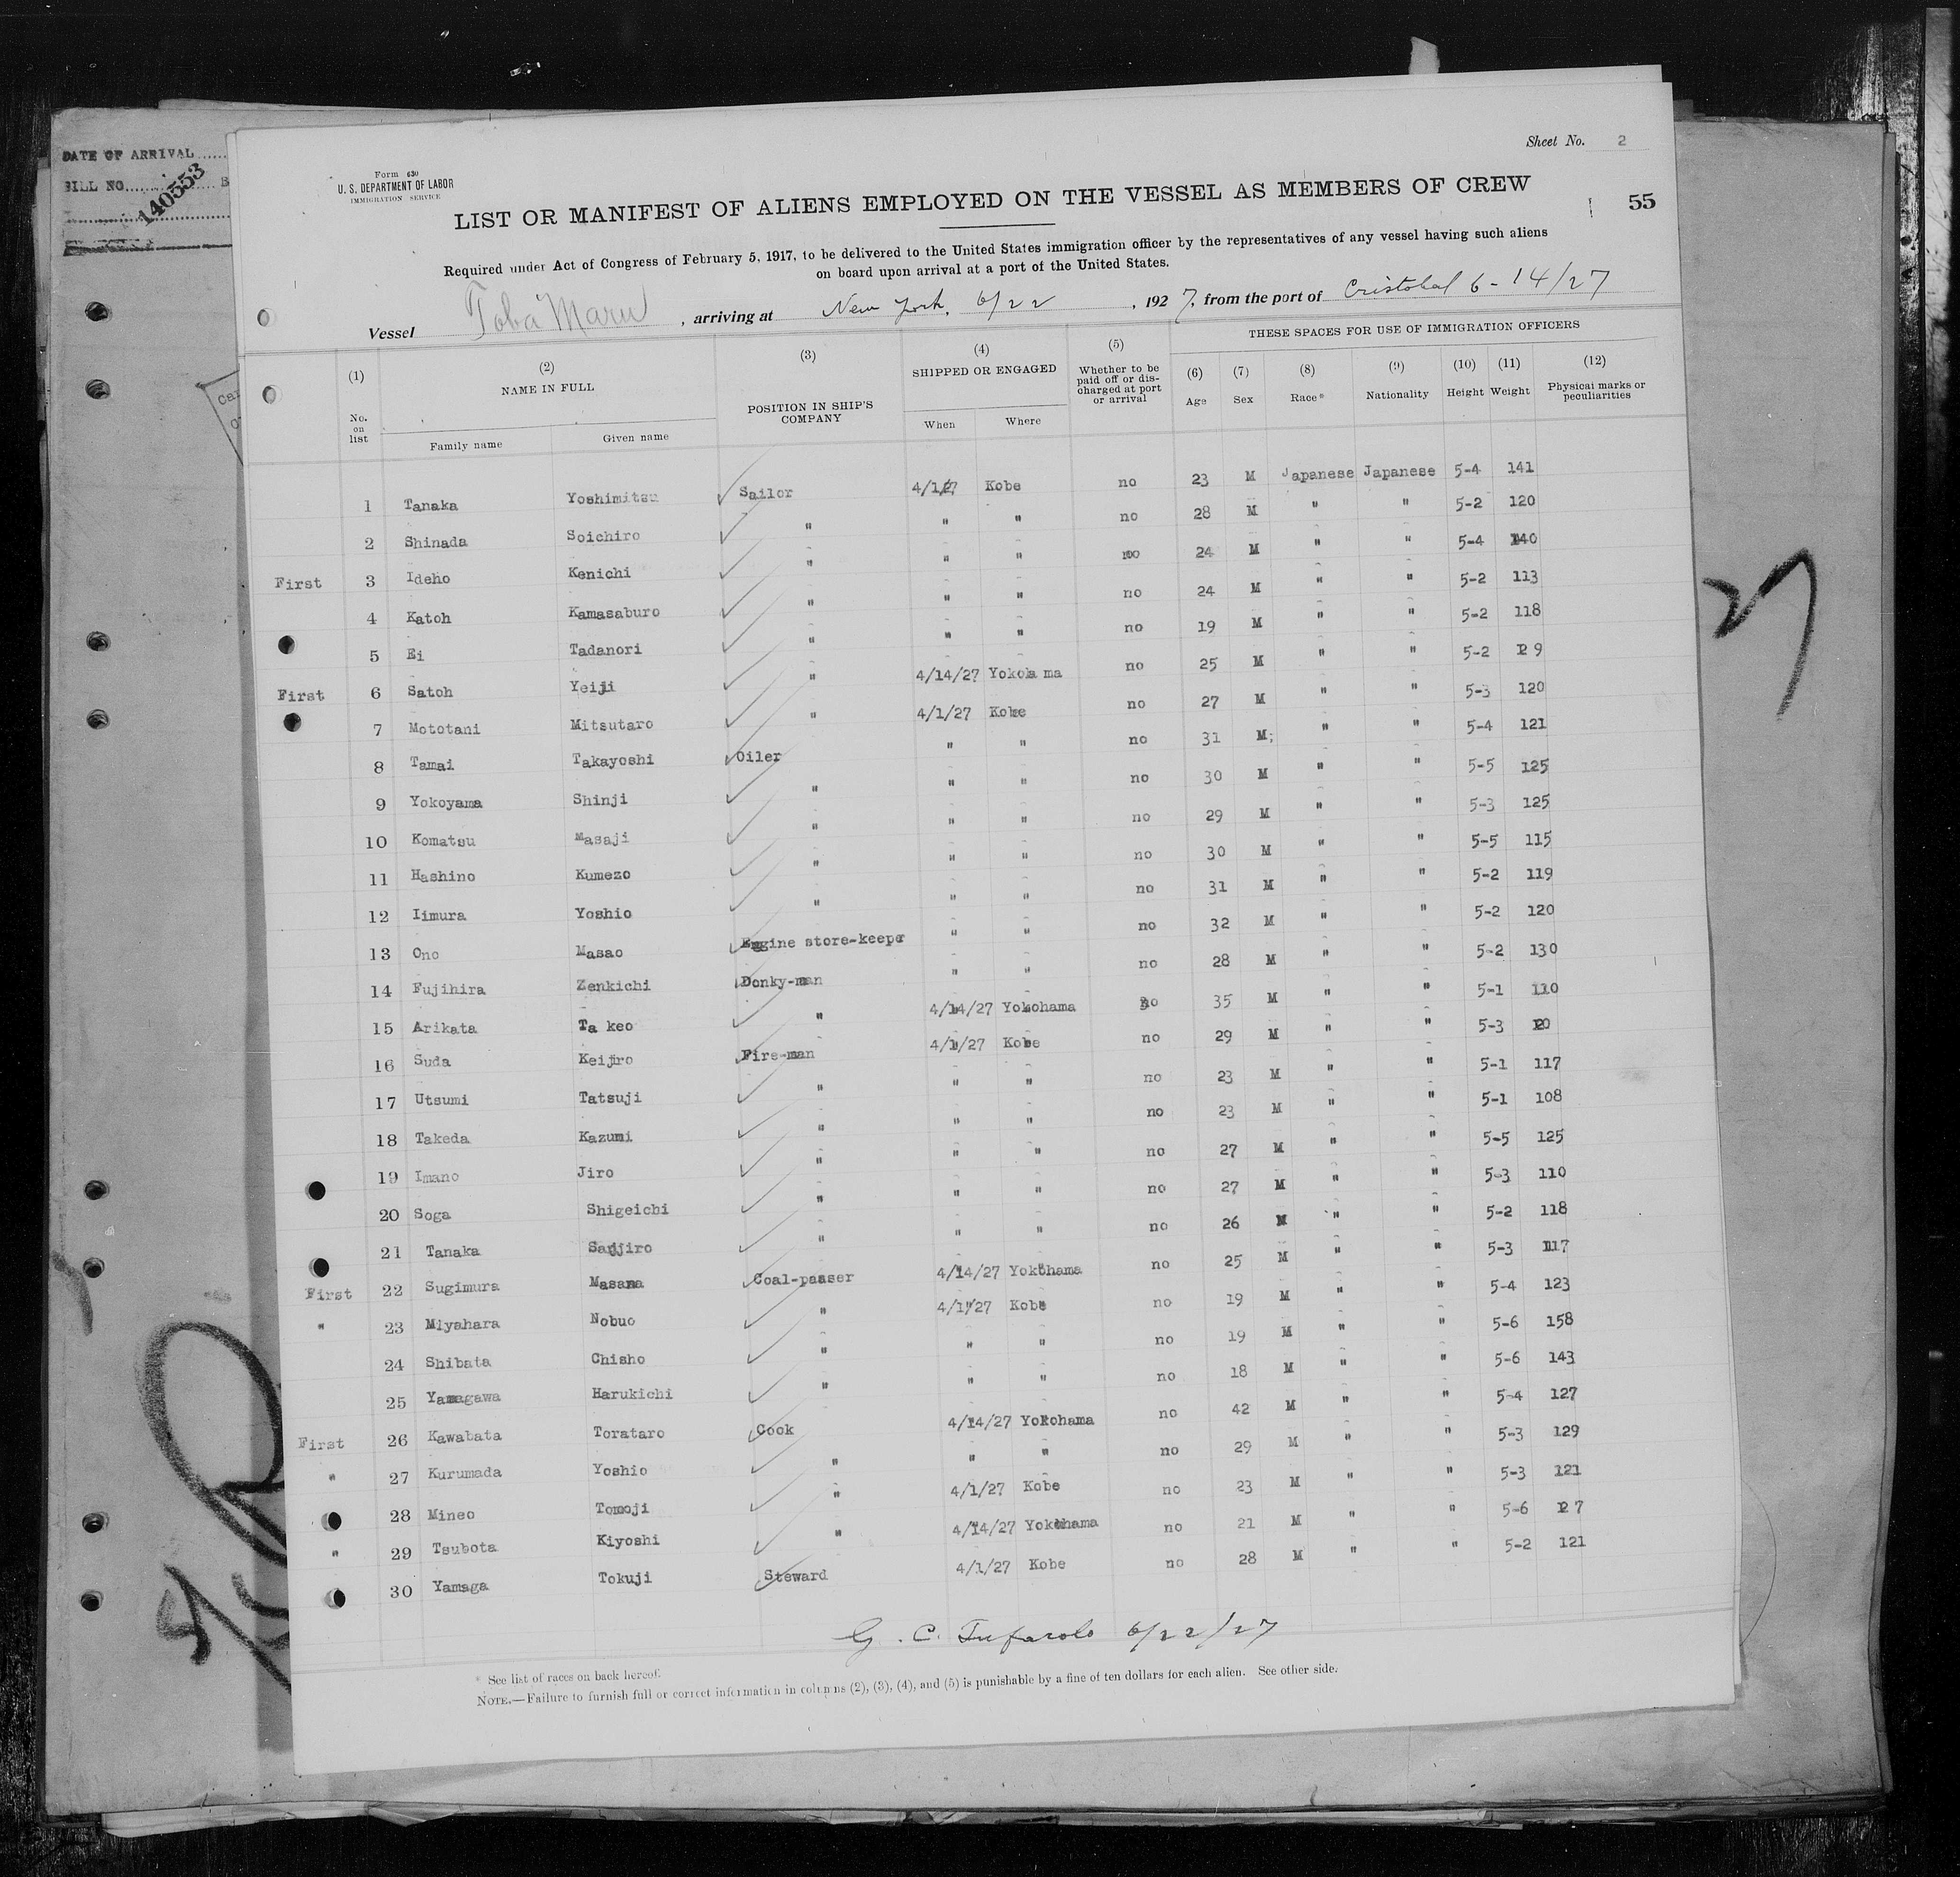 DATE OF ARRIVAL
BILL NO.
140553
Sheet No. 2
Form 630
U. S. DEPARTMENT OF LABOR
IMMIGRATION SERVICE
55
LIST OR MANIFEST OF ALIENS EMPLOYED ON THE VESSEL AS MEMBERS OF CREW
Required under Act of Congress of February 5, 1917, to be delivered to the United States immigration officer by the representatives of any vessel having such aliens
on board upon arrival at a port of the United States.
Vessel Toba Maru, arriving at New York, 6/22, 1927, from the port of Cristobal 6-14/27
THESE SPACES FOR USE OF IMMIGRATION OFFICERS
(1) No. on list (2) NAME IN FULL Family name Given name (3) POSITION IN SHIP'S COMPANY (4) SHIPPED OR ENGAGED When Where (5) Whether to be paid off or discharged at port or arrival (6) Age (7) Sex (8) Race* (9) Nationality (10) Height (11) Weight (12) Physical marks or peculiarities
1 Tanaka Yoshimitsu Sailor 4/1/27 Kobe no 23 M Japanese Japanese 5-4 141
2 Shinada Soichiro " " " no 28 M " " 5-2 120
First 3 Ideho Kenichi " " " no 24 M " " 5-4 140
4 Katoh Kamasaburo " " " no 24 M " " 5-2 113
5 Ei Tadanori " " " no 19 M " " 5-2 118
First 6 Satoh Yeiji " 4/14/27 Yokohama no 25 M " " 5-2 129
7 Mototani Mitsutaro " 4/1/27 Kobe no 27 M " " 5-3 120
8 Tamai Takayoshi Oiler " " no 31 M; " " 5-4 121
9 Yokoyama Shinji " " " no 30 M " " 5-5 125
10 Komatsu Masaji " " " no 29 M " " 5-3 125
11 Hashino Kumezo " " " no 30 M " " 5-5 115
12 Iimura Yoshio " " " no 31 M " " 5-2 119
13 Ono Masao Engine store-keeper " " no 32 M " " 5-2 120
14 Fujihira Zenkichi Donky-man " " no 28 M " " 5-2 130
15 Arikata Ta keo " 4/14/27 Yokohama no 35 M " " 5-1 110
16 Suda Keijiro Fire-man 4/1/27 Kobe no 29 M " " 5-3 120
17 Utsumi Tatsuji " " " no 23 M " " 5-1 117
18 Takeda Kazumi " " " no 23 M " " 5-1 108
19 Imano Jiro " " " no 27 M " " 5-5 125
20 Soga Shigeichi " " " no 27 M " " 5-3 110
21 Tanaka Sanjiro " " " no 26 M " " 5-2 118
First 22 Sugimura Masana Coal-passer 4/14/27 Yokohama no 25 M " " 5-3 117
" 23 Miyahara Nobuo " 4/1/27 Kobe no 19 M " " 5-4 123
24 Shibata Chisho " " " no 19 M " " 5-6 158
25 Yamagawa Harukichi " " " no 18 M " " 5-6 143
First 26 Kawabata Torataro Cook 4/14/27 Yokohama no 42 M " " 5-4 127
" 27 Kurumada Yoshio " " " no 29 M " " 5-3 129
28 Mineo Tomoji " 4/1/27 Kobe no 23 M " " 5-3 121
" 29 Tsubota Kiyoshi " 4/14/27 Yokohama no 21 M " " 5-6 127
30 Yamaga Tokuji Steward 4/1/27 Kobe no 28 M " " 5-2 121
6/22/27
* See list of races on back hereof.
NOTE.—Failure to furnish full or correct information in columns (2), (3), (4), and (5) is punishable by a fine of ten dollars for each alien. See other side.
27